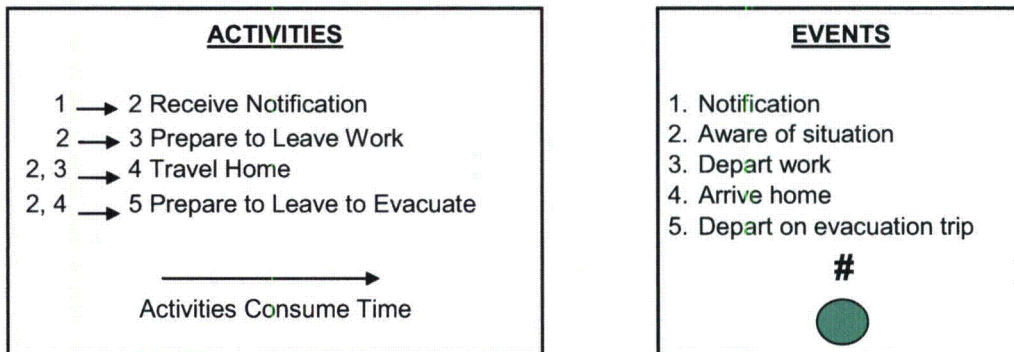 ACTIVITIES
1 → 2 Receive Notification
2 → 3 Prepare to Leave Work
2, 3 → 4 Travel Home
2, 4 → 5 Prepare to Leave to Evacuate
Activities Consume Time
EVENTS
1. Notification
2. Aware of situation
3. Depart work
4. Arrive home
5. Depart on evacuation trip
#